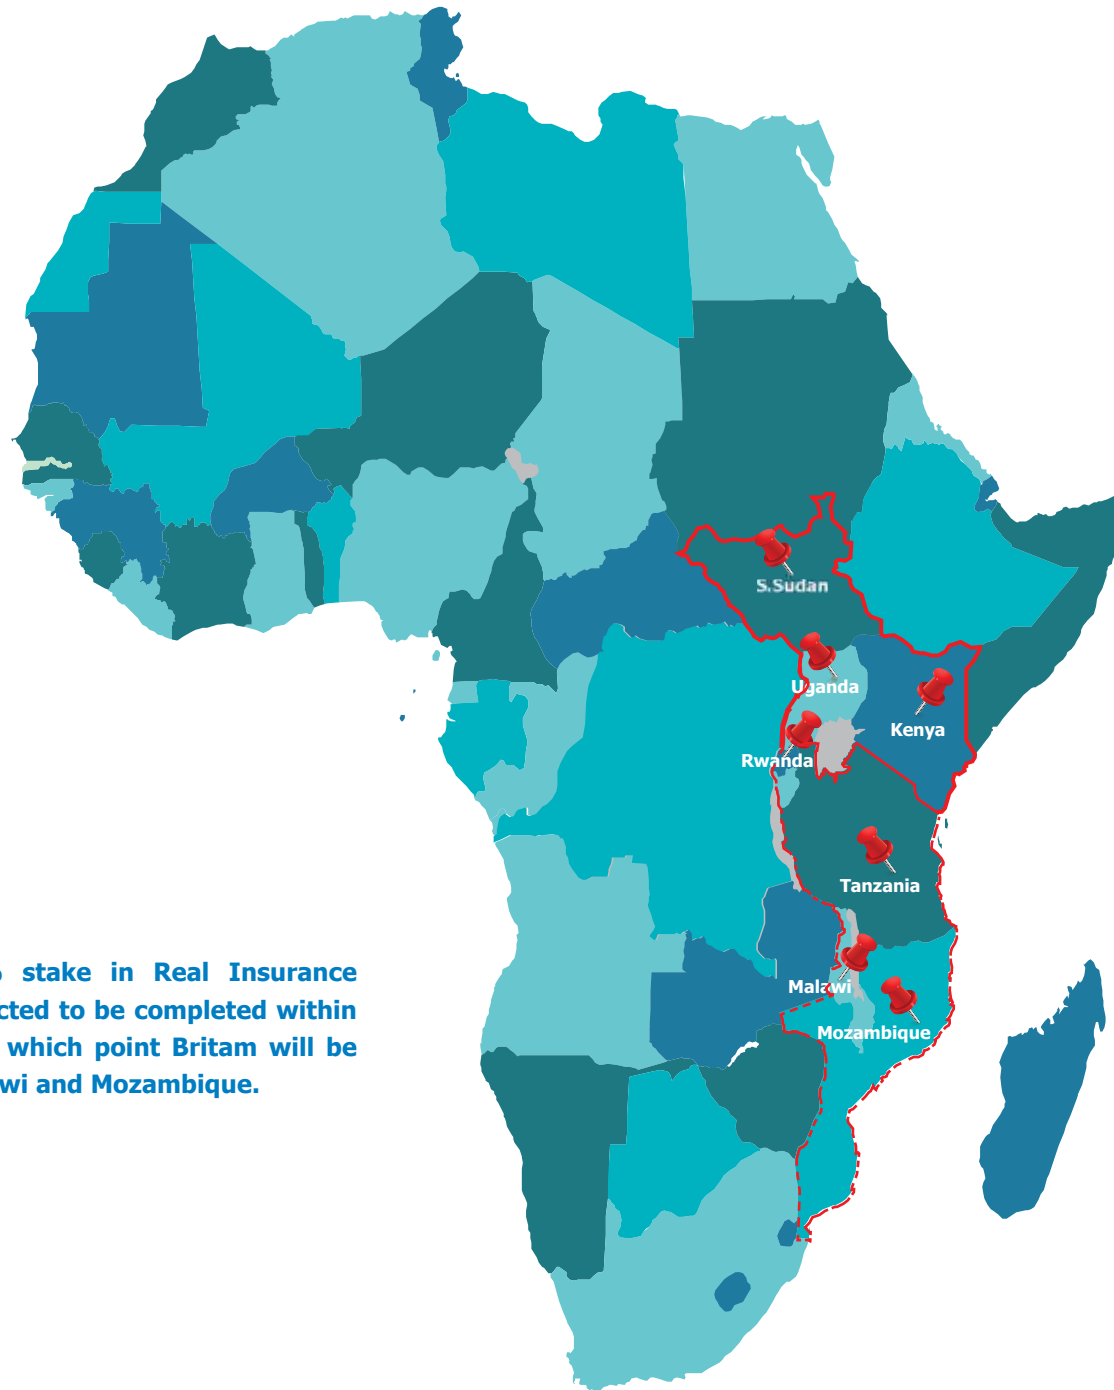 S.Sudan
Uganda
Kenya
Rwanda
Tanzania
stake in Real Insurance
Malawi
cted to be completed within
Mozambique
which point Britam will be
wi and Mozambique.